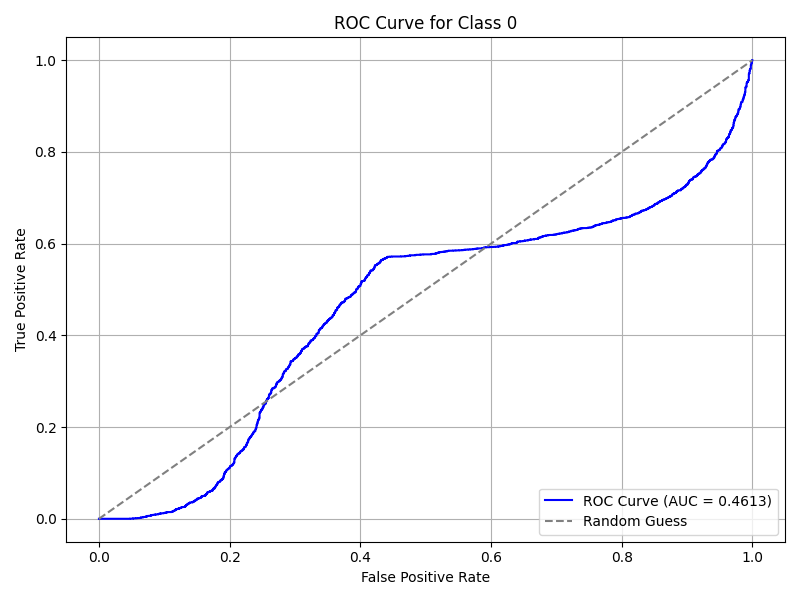 ROC Curve for Class 0
True Positive Rate
1.0
0.8
0.6
0.4
0.2
0.0
ROC Curve (AUC = 0.4613)
Random Guess
0.0 0.2 0.4 0.6 0.8 1.0
False Positive Rate